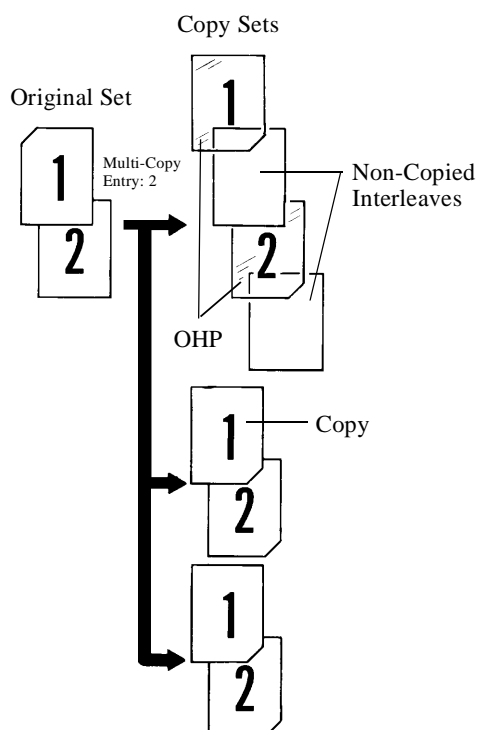 Copy Sets
1
Original Set
1
Multi-Copy
Entry: 2
Non-Copied
Interleaves
2
2
OHP
1
Copy
2
1
2